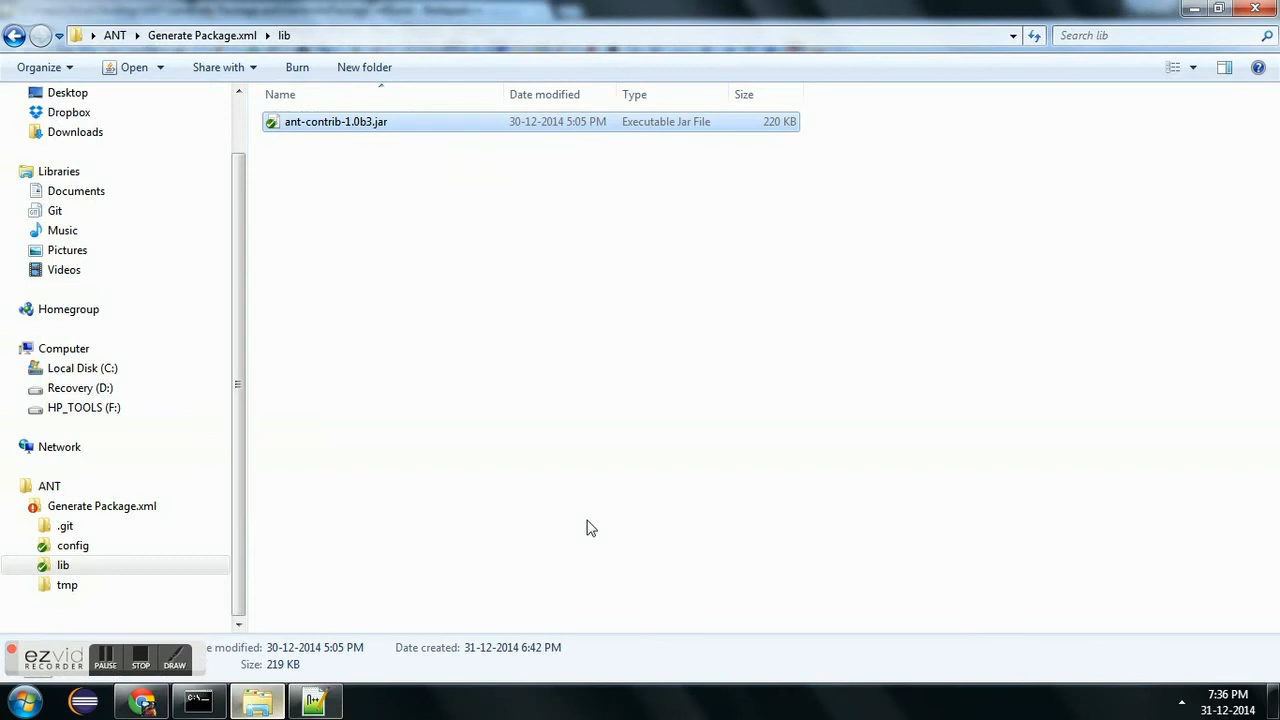 ANT Generate Package.xml lib
Search lib
Organize Open Share with Burn New folder
Name Date modified Type Size
ant-contrib-1.0b3.jar 30-12-2014 5:05 PM Executable Jar File 220 KB
Desktop
Dropbox
Downloads
Libraries
Documents
Git
Music
Pictures
Videos
Homegroup
Computer
Local Disk (C:)
Recovery (D:)
HP_TOOLS (F:)
Network
ANT
Generate Package.xml
.git
config
lib
tmp
e modified: 30-12-2014 5:05 PM Date created: 31-12-2014 6:42 PM
Size: 219 KB
ezvid
RECORDER
PAUSE STOP DRAW
7:36 PM
31-12-2014